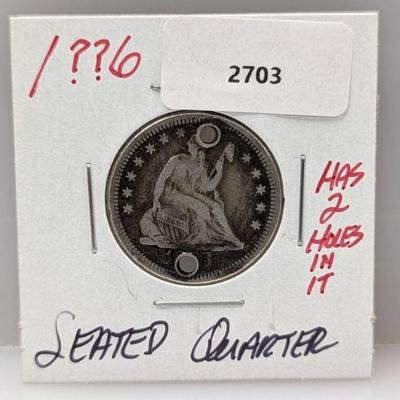 1??6
2703
HAS
2
HOLES
IN
IT
SEATED QUARTER